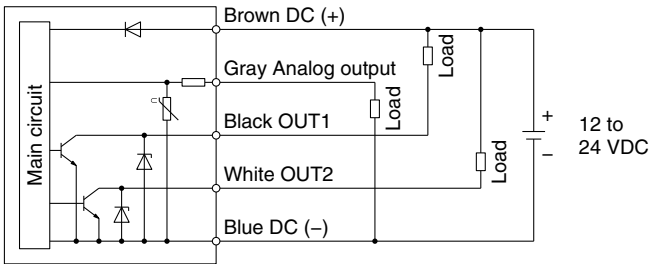 Brown DC (+)
Gray Analog output
Black OUT1
White OUT2
Blue DC (−)
Main circuit
Load
Load
Load
+
−
12 to
24 VDC